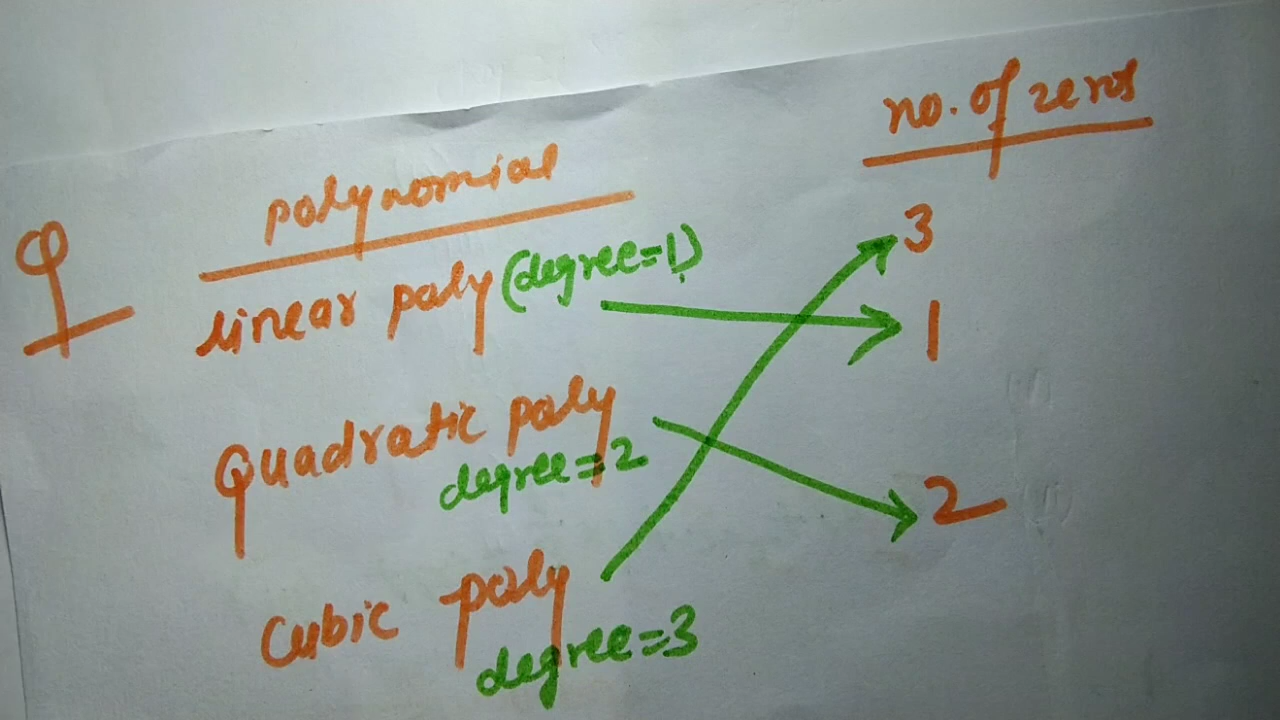 no. of zeros
polynomial
Q
linear poly (degree=1)
3
1
Quadratic poly
degree=2
2
Cubic poly
degree=3